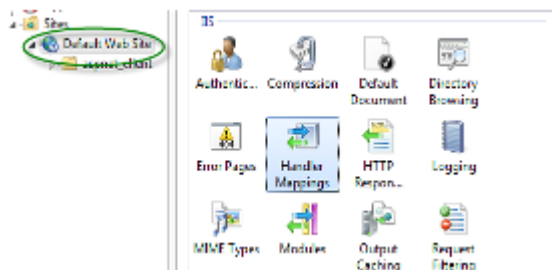 Sites
Default Web Site
aspnet_client
IIS
Authentic... Compression Default Document Directory Browsing
Error Pages Handler Mappings HTTP Respon... Logging
MIME Types Modules Output Caching Request Filtering